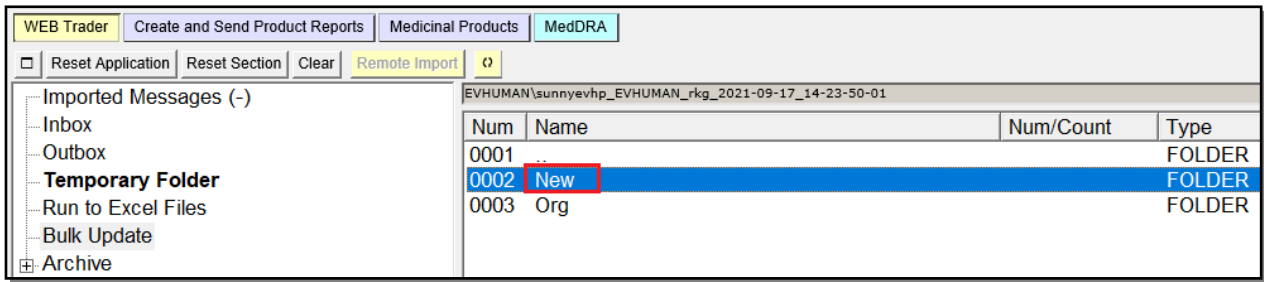 WEB Trader Create and Send Product Reports Medicinal Products MedDRA
Reset Application Reset Section Clear Remote Import
Imported Messages (-)
Inbox
Outbox
Temporary Folder
Run to Excel Files
Bulk Update
Archive
EVHUMAN\sunnyevhp_EVHUMAN_rkg_2021-09-17_14-23-50-01
Num Name Num/Count Type
0001 .. FOLDER
0002 New FOLDER
0003 Org FOLDER